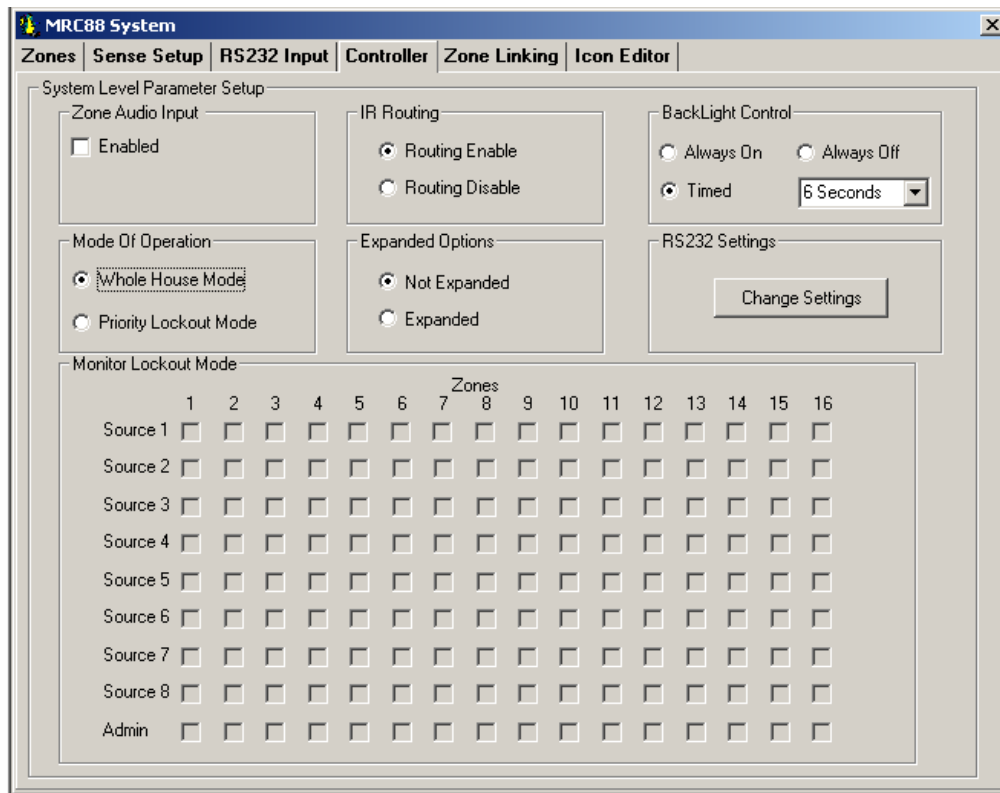 MRC88 System
Zones Sense Setup RS232 Input Controller Zone Linking Icon Editor
System Level Parameter Setup
Zone Audio Input
Enabled
IR Routing
Routing Enable
Routing Disable
BackLight Control
Always On Always Off
Timed 6 Seconds
Mode Of Operation
Whole House Mode
Priority Lockout Mode
Expanded Options
Not Expanded
Expanded
RS232 Settings
Change Settings
Monitor Lockout Mode
Zones
1 2 3 4 5 6 7 8 9 10 11 12 13 14 15 16
Source 1
Source 2
Source 3
Source 4
Source 5
Source 6
Source 7
Source 8
Admin